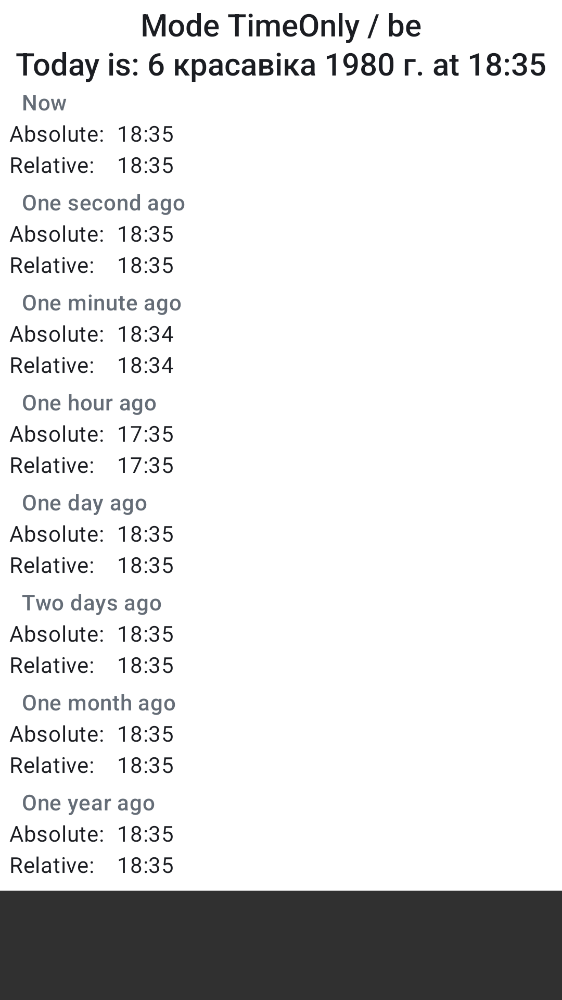 Mode TimeOnly / be
Today is: 6 красавіка 1980 г. at 18:35
Now
Absolute: 18:35
Relative: 18:35
One second ago
Absolute: 18:35
Relative: 18:35
One minute ago
Absolute: 18:34
Relative: 18:34
One hour ago
Absolute: 17:35
Relative: 17:35
One day ago
Absolute: 18:35
Relative: 18:35
Two days ago
Absolute: 18:35
Relative: 18:35
One month ago
Absolute: 18:35
Relative: 18:35
One year ago
Absolute: 18:35
Relative: 18:35